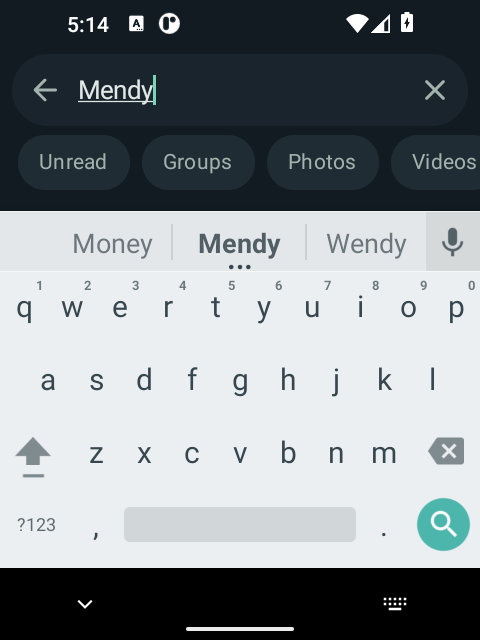 5:14
Mendy
Unread Groups Photos Videos
Money Mendy Wendy
1 2 3 4 5 6 7 8 9 0
q w e r t y u i o p
a s d f g h j k l
z x c v b n m
?123 , .